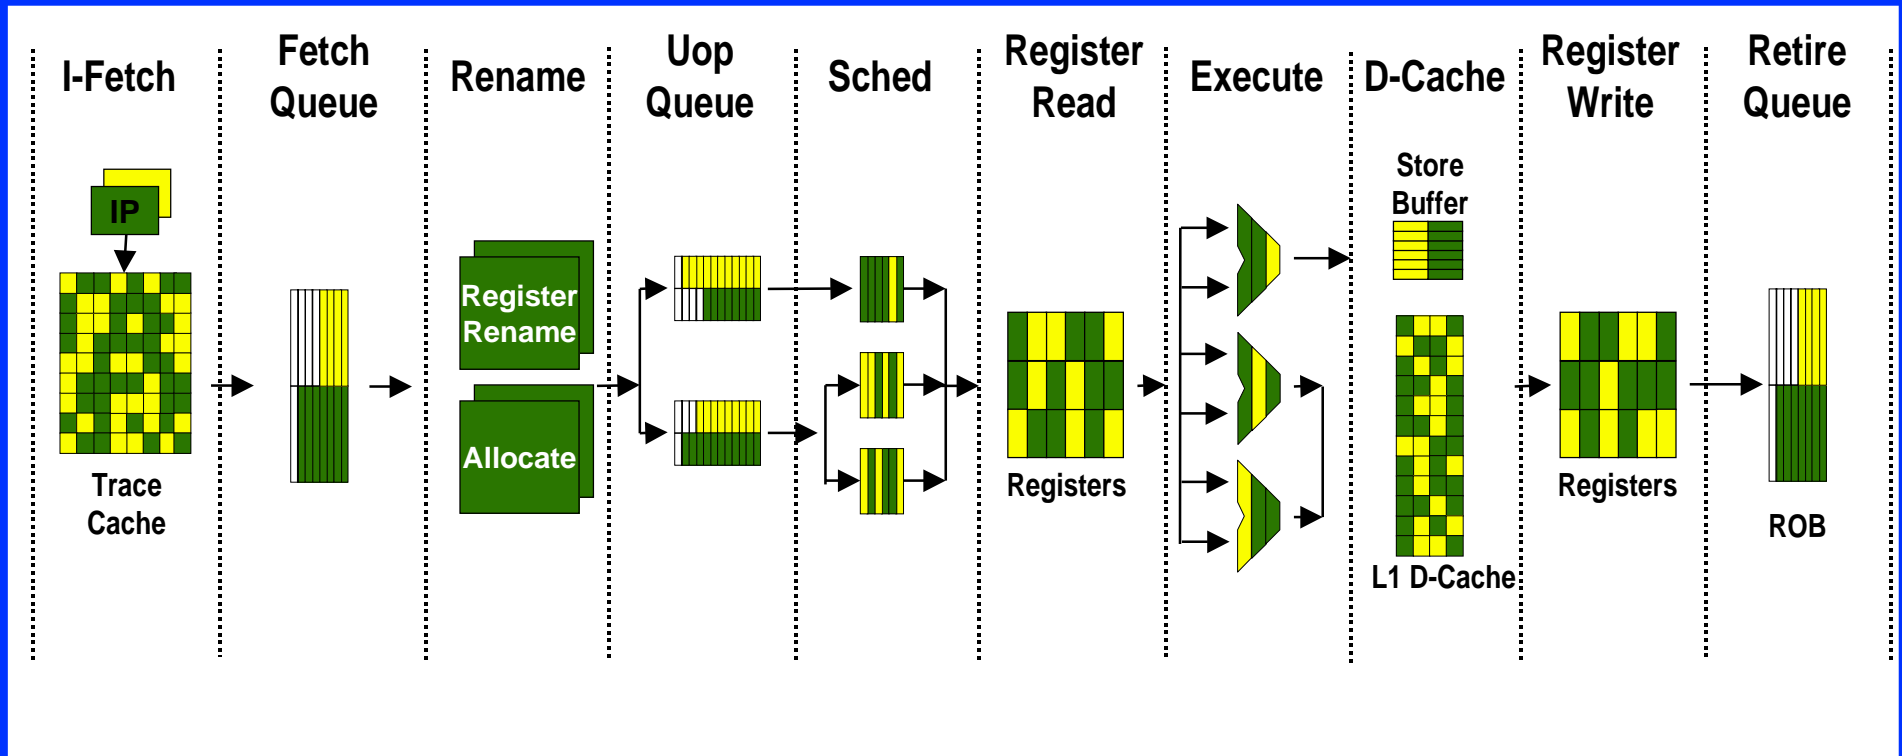 I-Fetch
Fetch
Queue
Rename
Uop
Queue
Sched
Register
Read
Execute
D-Cache
Register
Write
Retire
Queue
IP
Trace
Cache
Register
Rename
Allocate
Registers
Store
Buffer
L1 D-Cache
Registers
ROB